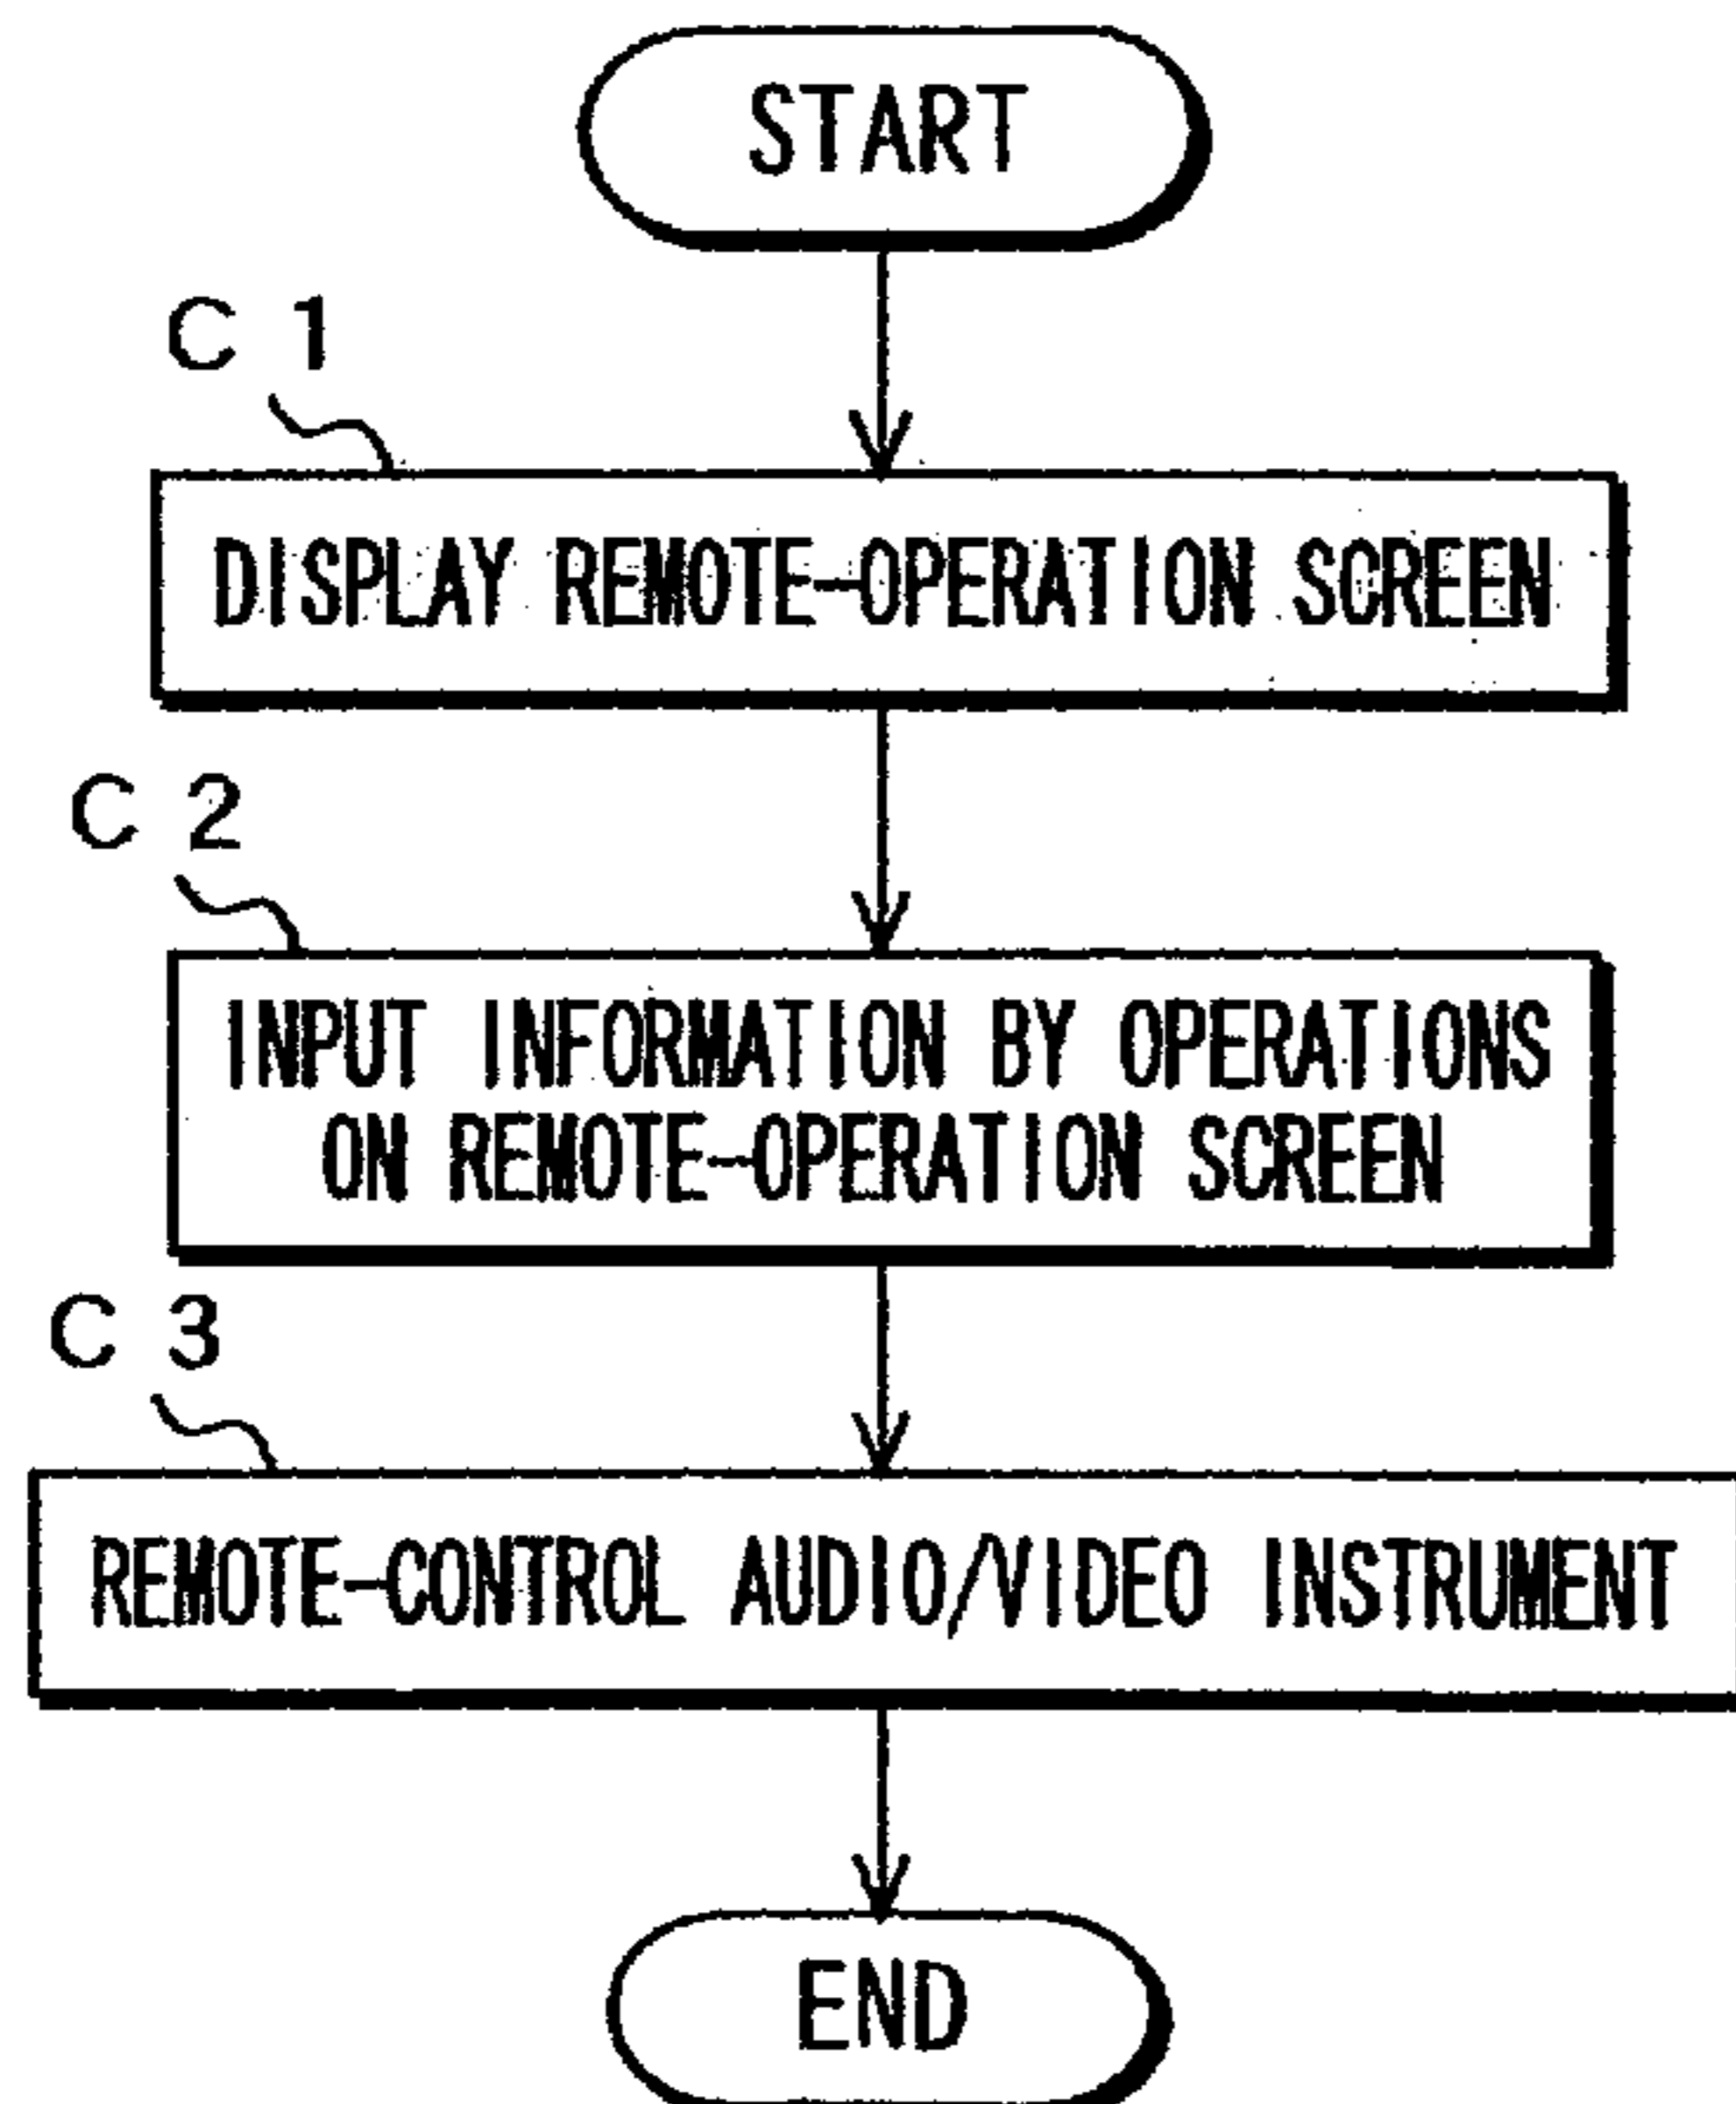 START
C 1
DISPLAY REMOTE-OPERATION SCREEN
C 2
INPUT INFORMATION BY OPERATIONS
ON REMOTE-OPERATION SCREEN
C 3
REMOTE-CONTROL AUDIO/VIDEO INSTRUMENT
END